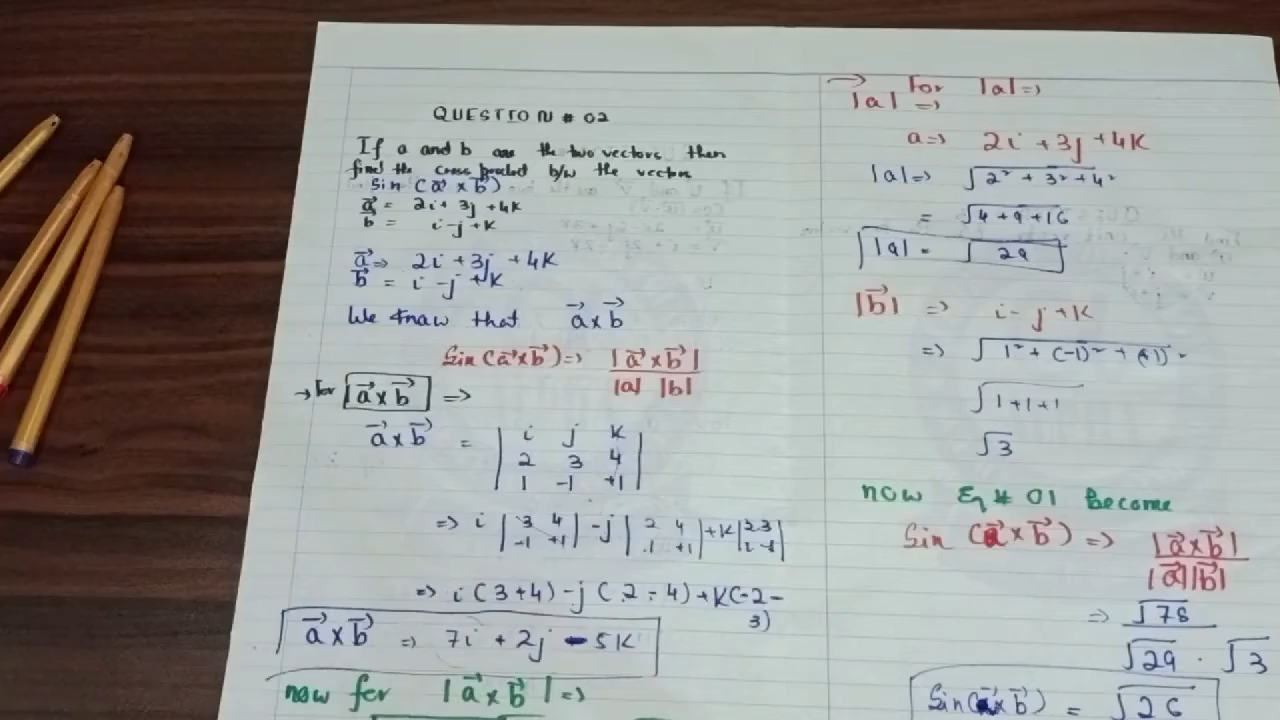 QUESTION # 02
If a and b are the two vectors then
find the cross b/w the vectors
Sin (a⃗ x b⃗)
a⃗ = 2i + 3j + 4K
b⃗ = i - j + K
a⃗ => 2i + 3j + 4K
b⃗ = i - j + K
We know that a⃗ x b⃗
Sin (a⃗ x b⃗) => |a⃗ x b⃗| / |a| |b|
→ For |a⃗ x b⃗| =>
a⃗ x b⃗ = | i j K |
| 2 3 4 |
| 1 -1 +1 |
=> i | 3 4 | - j | 2 4 | + K | 2 3 |
| -1 +1 | | 1 +1 | | 1 -1 |
=> i (3+4) - j (2-4) + K(-2-
3)
a⃗ x b⃗ => 7i + 2j - 5K
now for |a⃗ x b⃗| =>
→ For |a| =>
|a| =>
a => 2i + 3j + 4K
|a| => √2² + 3² + 4²
= √4 + 9 + 16
|a| = √29
|b⃗| => i - j + K
=> √1² + (-1)² + (1)²
√1+1+1
√3
now Eq # 01 Become
Sin (a⃗ x b⃗) => |a⃗ x b⃗| / |a⃗| |b⃗|
=> √78 / √29 . √3
Sin (a⃗ x b⃗) = √26